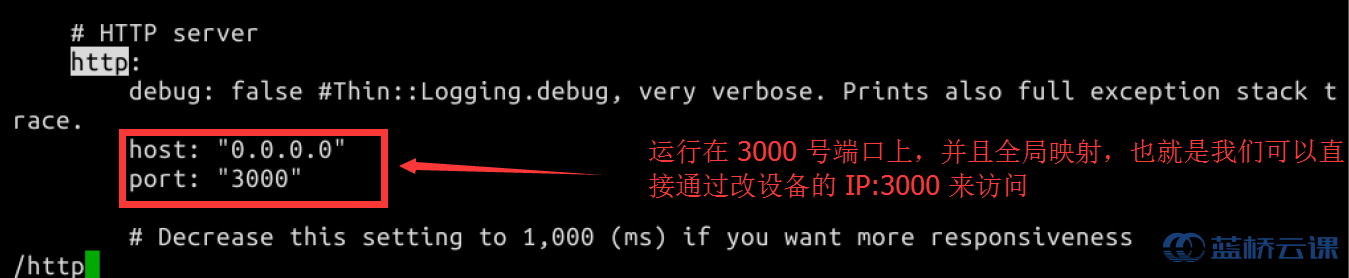 # HTTP server
http:
debug: false #Thin::Logging.debug, very verbose. Prints also full exception stack t
race.
host: "0.0.0.0"
port: "3000"
运行在 3000 号端口上，并且全局映射，也就是我们可以直
接通过改设备的 IP:3000 来访问
# Decrease this setting to 1,000 (ms) if you want more responsiveness
/http
蓝桥云课